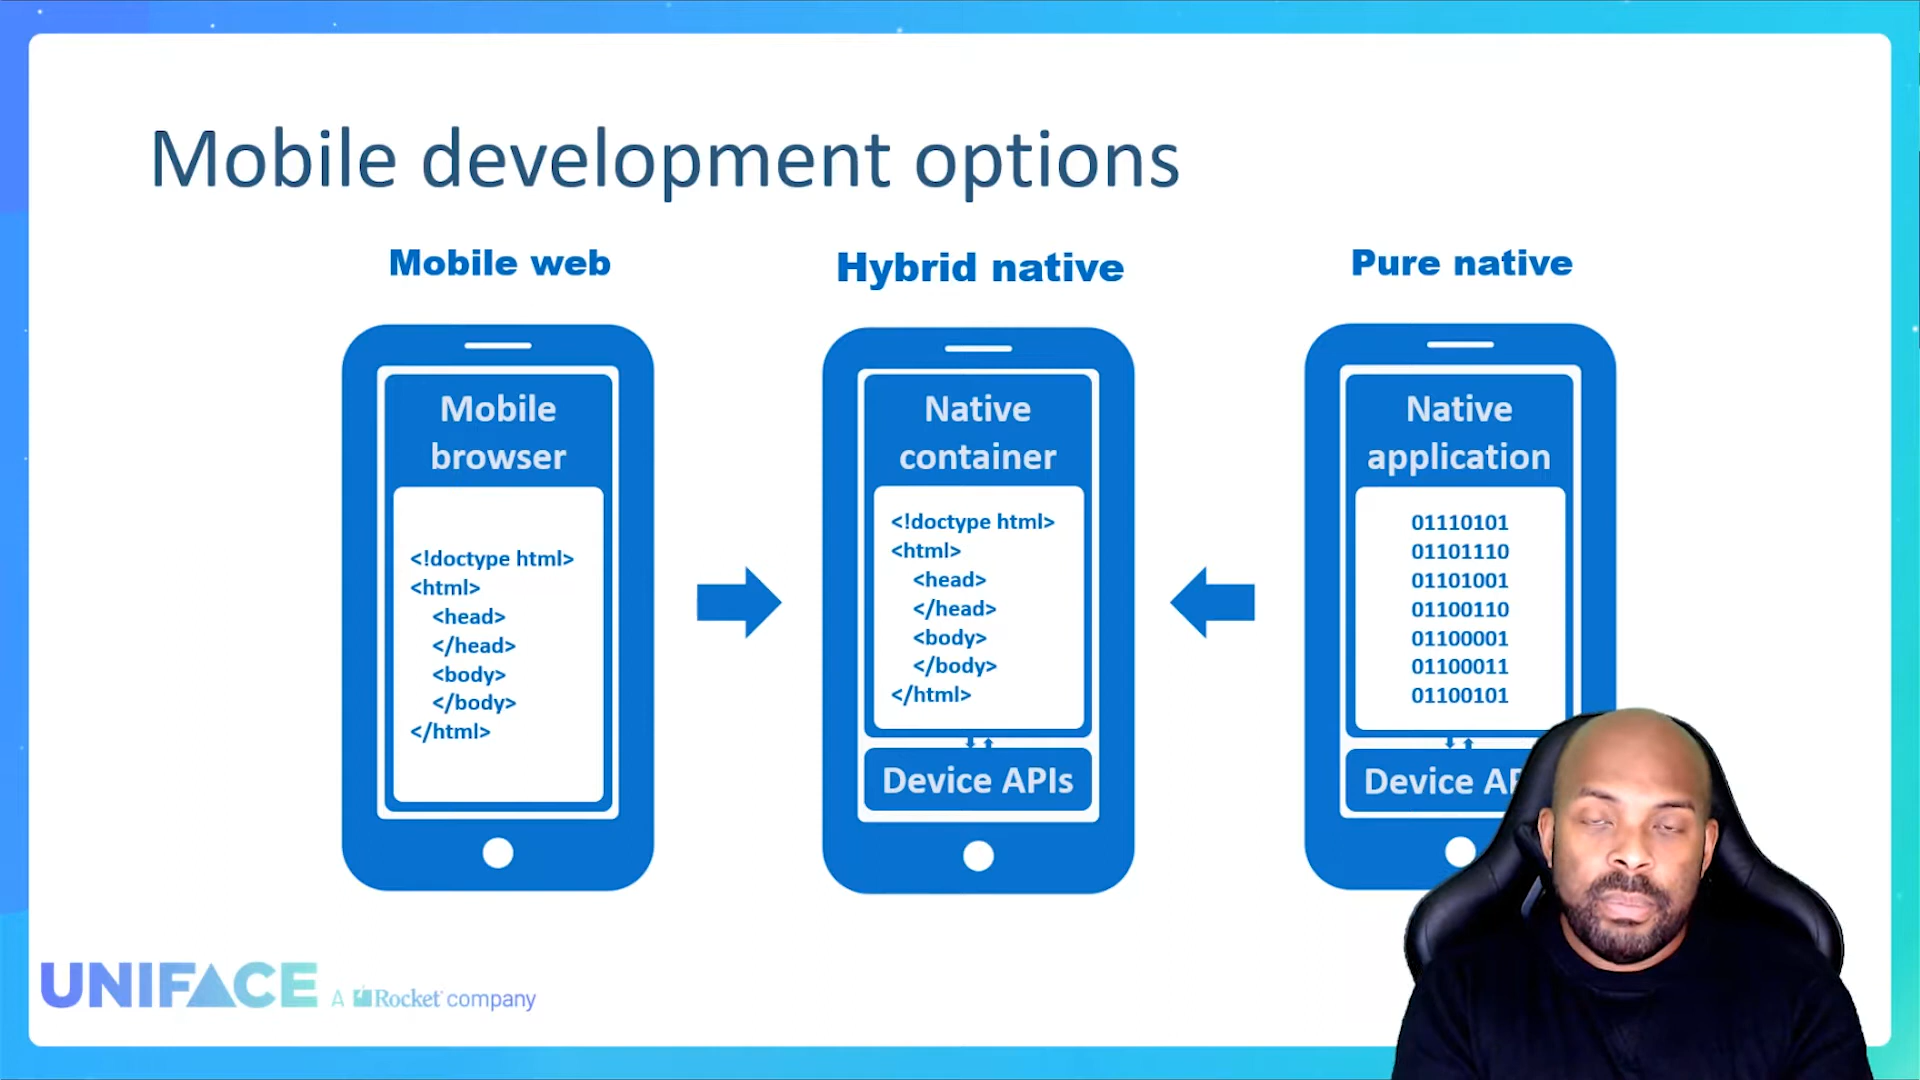 Mobile development options
Mobile web
Hybrid native
Pure native
Mobile
browser
<!doctype html>
<html>
<head>
</head>
<body>
</body>
</html>
Native
container
<!doctype html>
<html>
<head>
</head>
<body>
</body>
</html>
Device APIs
Native
application
01110101
01101110
01101001
01100110
01100001
01100011
01100101
Device
UNIFACE A Rocket company